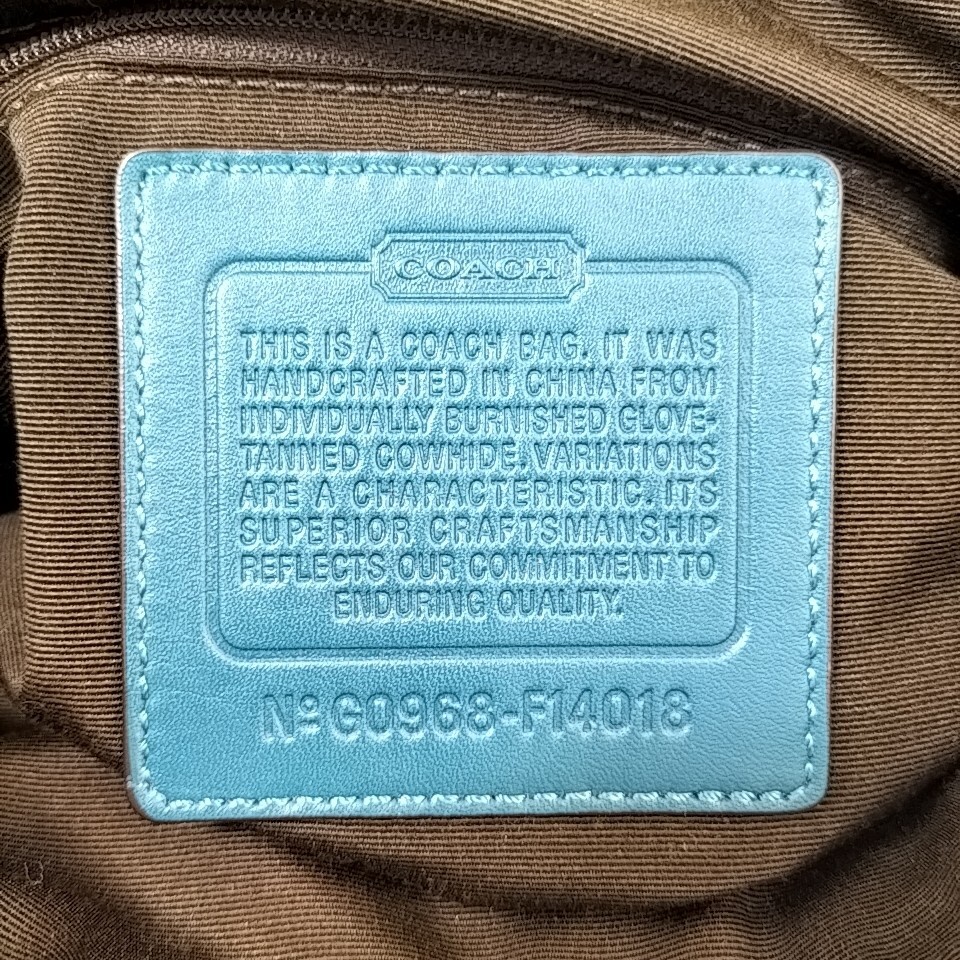 COACH
THIS IS A COACH BAG. IT WAS
HANDCRAFTED IN CHINA FROM
INDIVIDUALLY BURNISHED GLOVE-
TANNED COWHIDE. VARIATIONS
ARE A CHARACTERISTIC. ITS
SUPERIOR CRAFTSMANSHIP
REFLECTS OUR COMMITMENT TO
ENDURING QUALITY.
Nº G0968-F14018